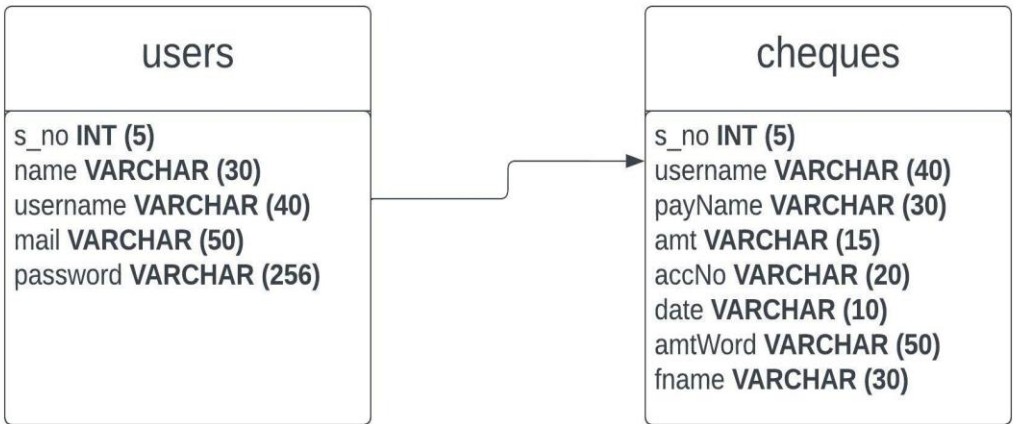 users
s_no INT (5)
name VARCHAR (30)
username VARCHAR (40)
mail VARCHAR (50)
password VARCHAR (256)
cheques
s_no INT (5)
username VARCHAR (40)
payName VARCHAR (30)
amt VARCHAR (15)
accNo VARCHAR (20)
date VARCHAR (10)
amtWord VARCHAR (50)
fname VARCHAR (30)